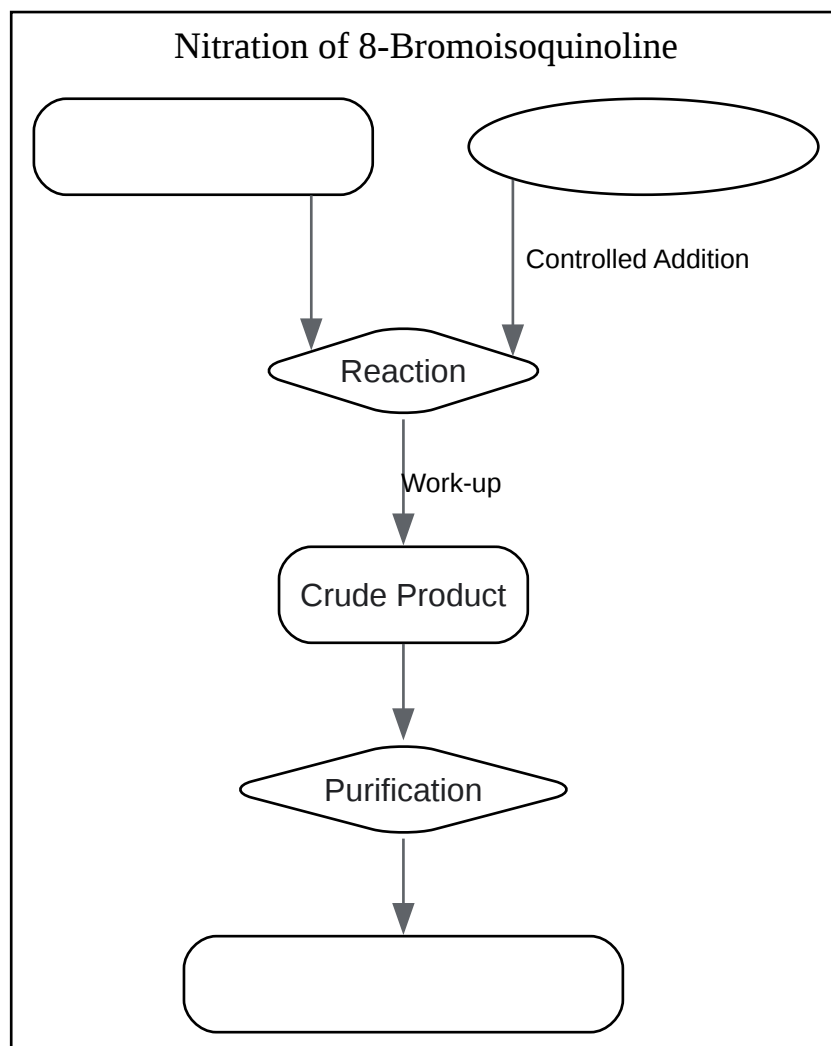 Nitration of 8-Bromoisoquinoline
Controlled Addition
Reaction
Work-up
Crude Product
Purification